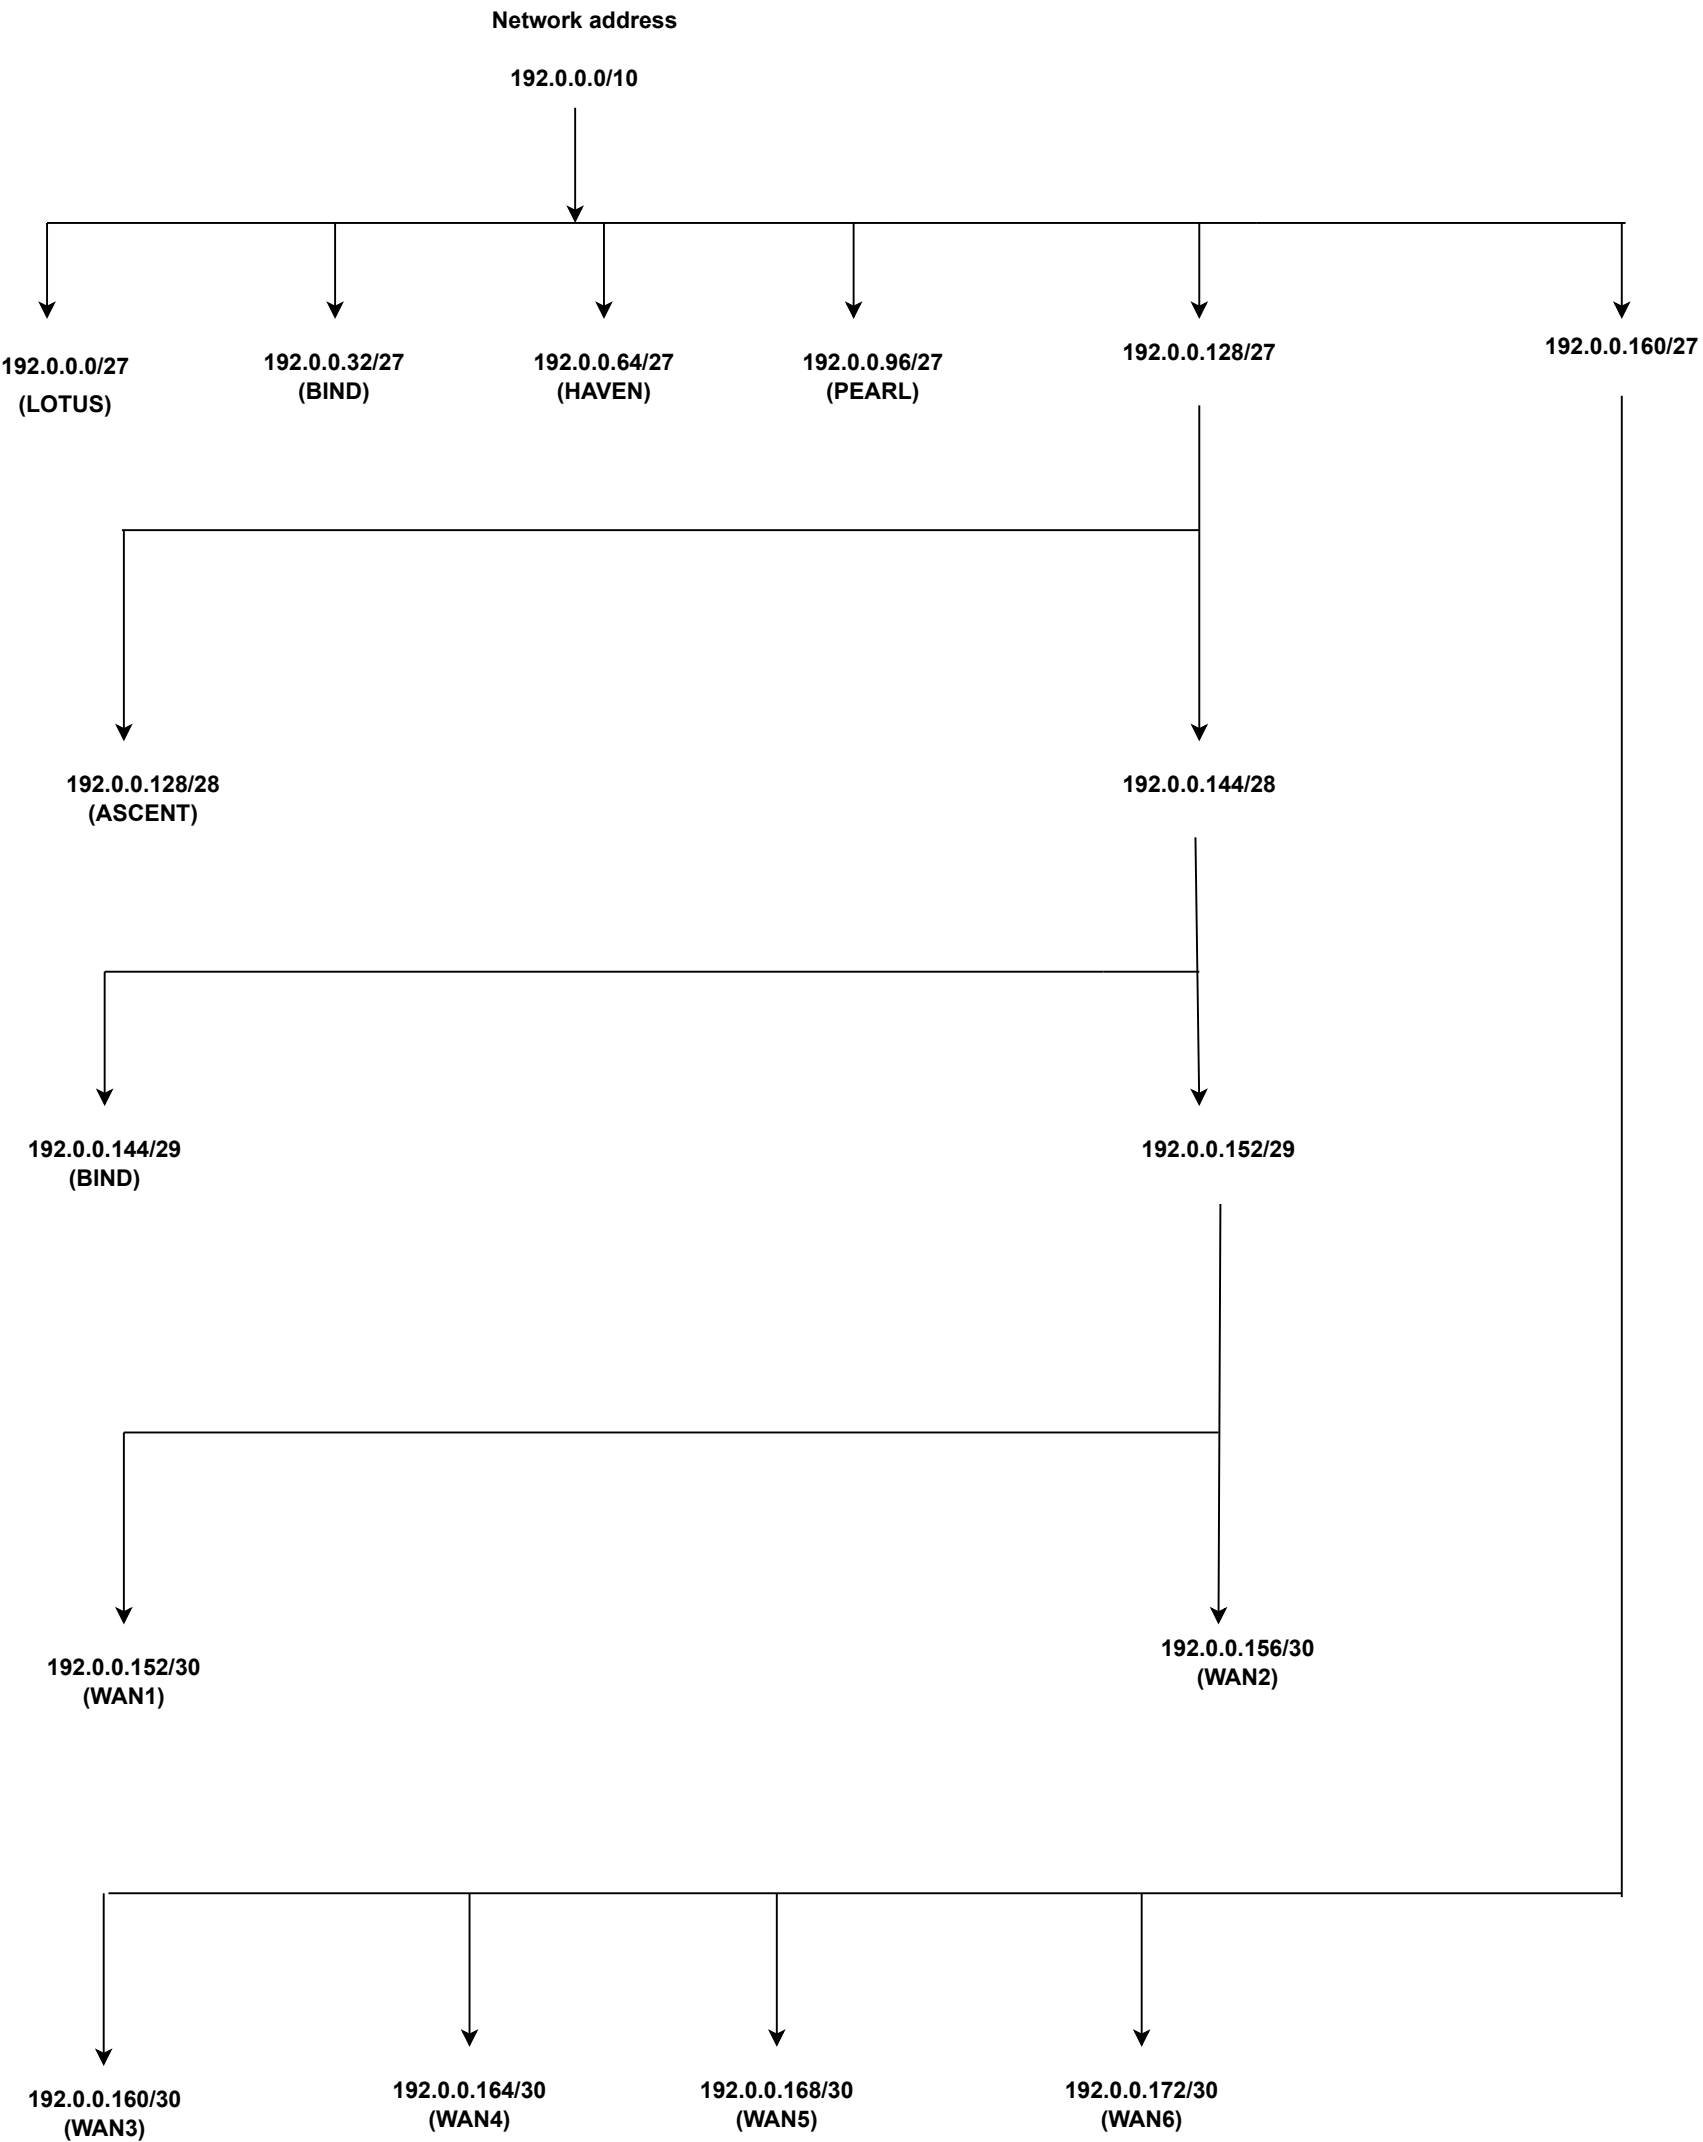 Network address
192.0.0.0/10
192.0.0.0/27
(LOTUS)
192.0.0.32/27
(BIND)
192.0.0.64/27
(HAVEN)
192.0.0.96/27
(PEARL)
192.0.0.128/27
192.0.0.160/27
192.0.0.128/28
(ASCENT)
192.0.0.144/28
192.0.0.144/29
(BIND)
192.0.0.152/29
192.0.0.152/30
(WAN1)
192.0.0.156/30
(WAN2)
192.0.0.160/30
(WAN3)
192.0.0.164/30
(WAN4)
192.0.0.168/30
(WAN5)
192.0.0.172/30
(WAN6)